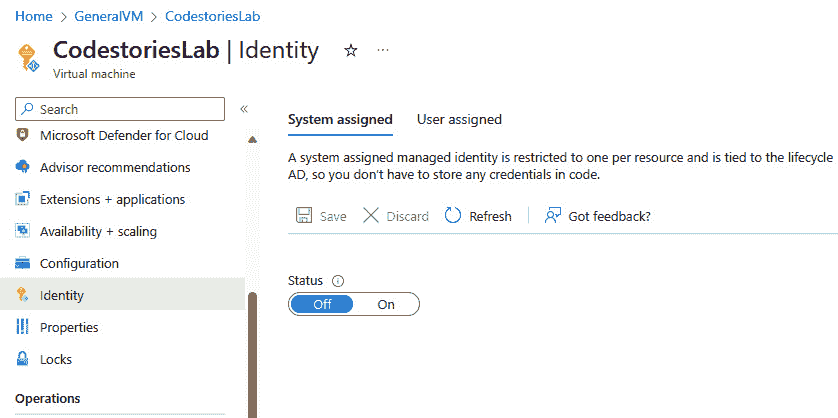 Home > GeneralVM > CodestoriesLab
CodestoriesLab | Identity
Virtual machine
Search
Microsoft Defender for Cloud
Advisor recommendations
Extensions + applications
Availability + scaling
Configuration
Identity
Properties
Locks
Operations
System assigned User assigned
A system assigned managed identity is restricted to one per resource and is tied to the lifecycle
AD, so you don't have to store any credentials in code.
Save Discard Refresh Got feedback?
Status
Off On